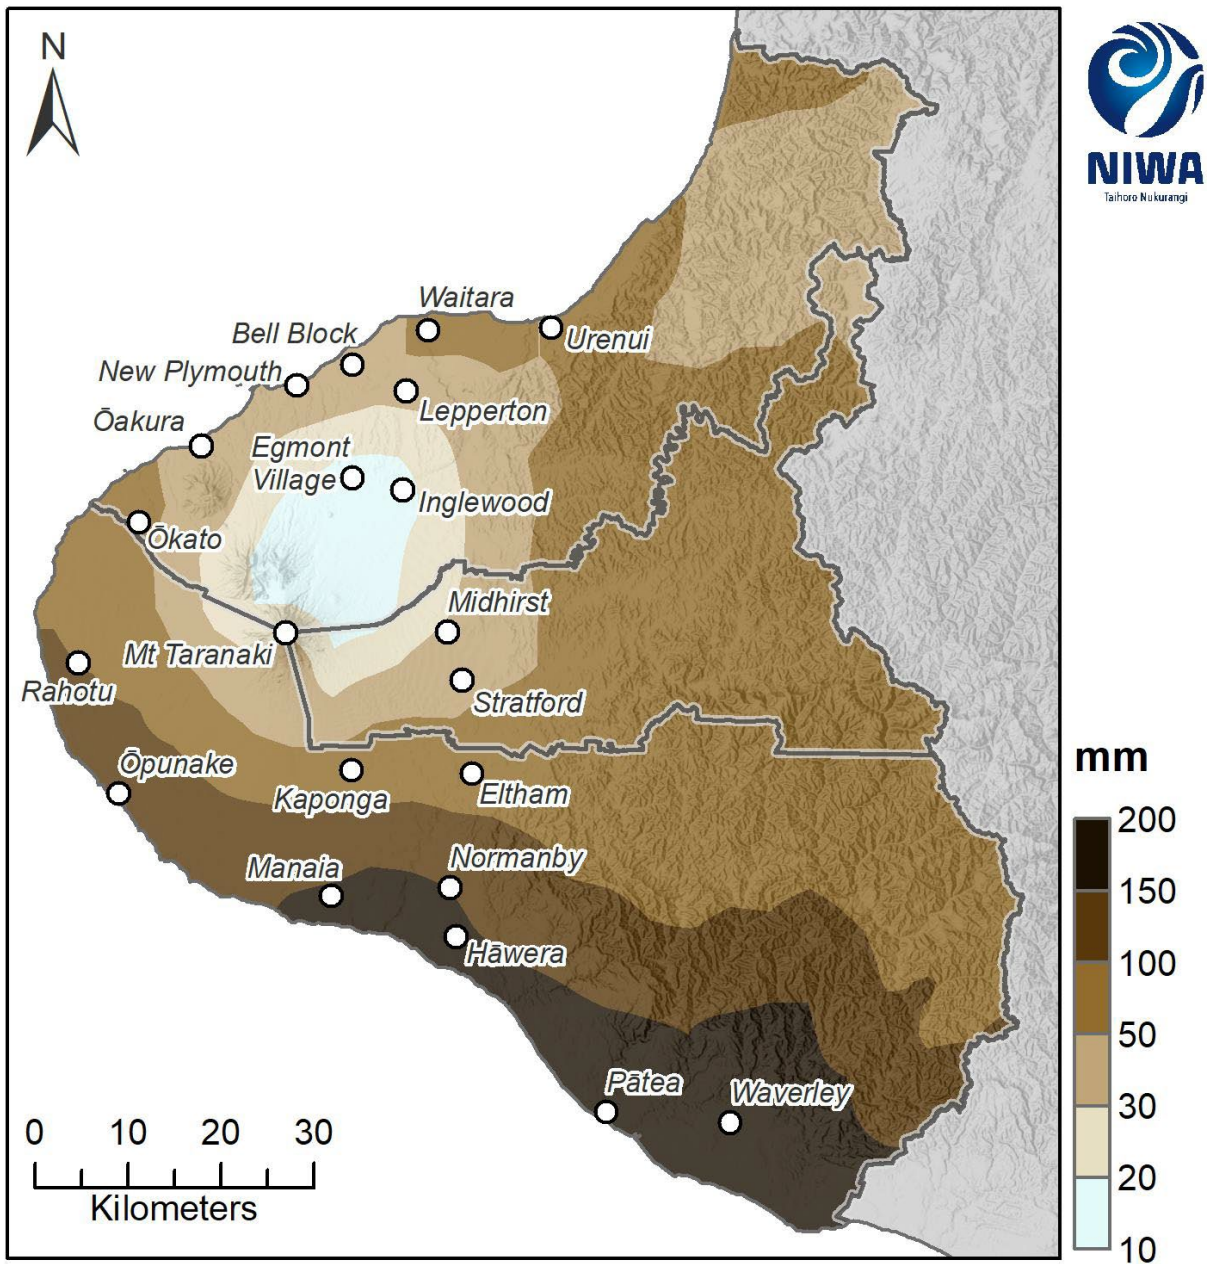 N
NIWA
Taihoro Nukurangi
Waitara
Bell Block
Urenui
New Plymouth
Lepperton
Ōakura
Egmont
Village
Inglewood
Ōkato
Midhirst
Mt Taranaki
Rahotu
Stratford
Ōpunake
Kaponga
Eltham
Manaia
Normanby
Hāwera
Pātea
Waverley
mm
200
150
100
50
30
20
10
0 10 20 30
Kilometers